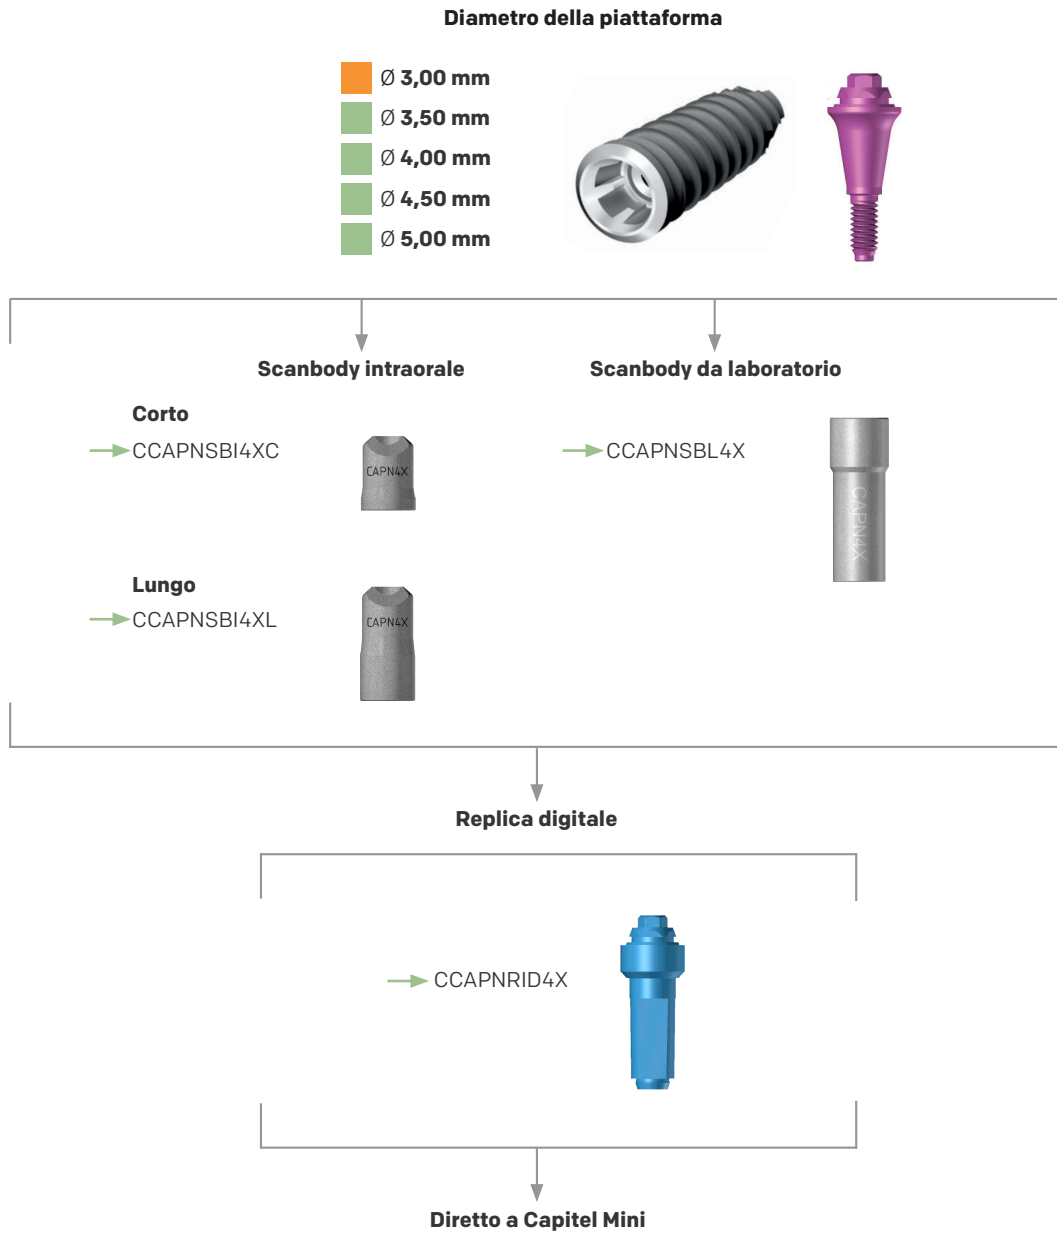 Diametro della piattaforma
Ø 3,00 mm
Ø 3,50 mm
Ø 4,00 mm
Ø 4,50 mm
Ø 5,00 mm
Scanbody intraorale
Corto
CCAPNSBI4XC
CAPN4X
Lungo
CCAPNSBI4XL
CAPN4X
Scanbody da laboratorio
CCAPNSBL4X
CAPN4X
Replica digitale
CCAPNRID4X
Diretto a Capitel Mini